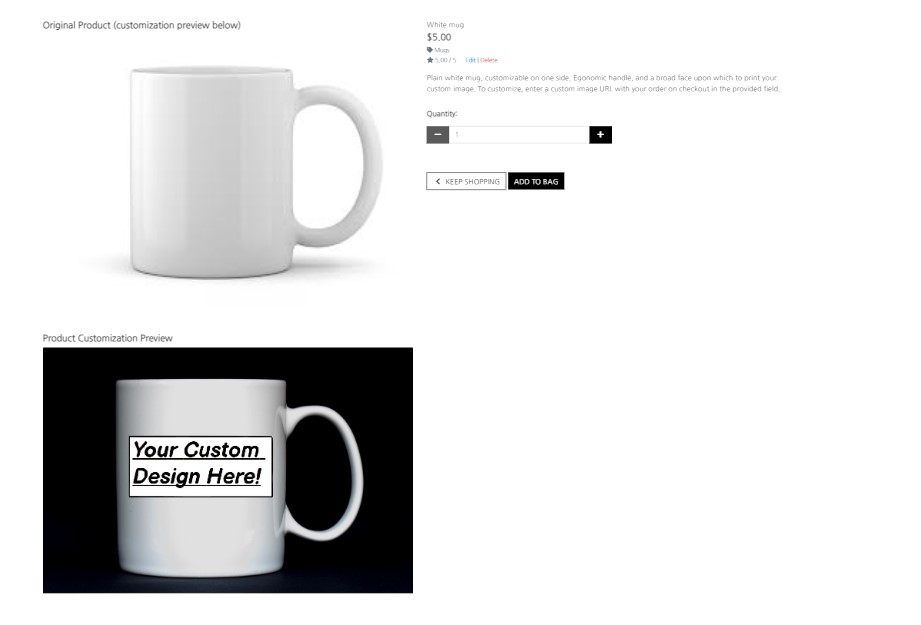 Original Product (customization preview below)
White mug
$5.00
Mugs
5.00 / 5 Edit | Delete
Plain white mug, customizable on one side. Egonomic handle, and a broad face upon which to print your
custom image. To customize, enter a custom image URL with your order on checkout in the provided field.
Quantity:
1
KEEP SHOPPING
ADD TO BAG
Product Customization Preview
Your Custom
Design Here!